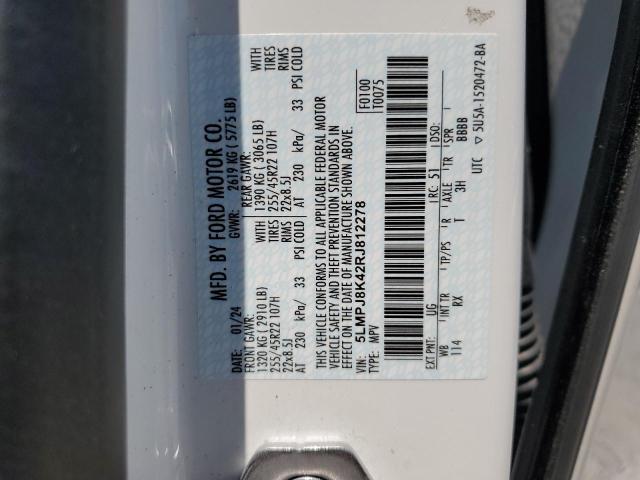 MFD. BY FORD MOTOR CO.
DATE: 01/24 GVWR: 2619 KG ( 5775 LB)
FRONT GAWR: REAR GAWR: WITH
1320 KG ( 2910 LB) 1390 KG ( 3065 LB) TIRES
255/45R22 107H 255/45R22 107H RIMS
22x8.5J 22x8.5J
AT 230 kPa/ 33 PSI COLD AT 230 kPa/ 33 PSI COLD
THIS VEHICLE CONFORMS TO ALL APPLICABLE FEDERAL MOTOR
VEHICLE SAFETY AND THEFT PREVENTION STANDARDS IN
EFFECT ON THE DATE OF MANUFACTURE SHOWN ABOVE.
VIN: 5LMPJ8K42RJ812278
TYPE: MPV
F0100
T0075
EXT PNT: UG RC: 51 DSO:
WB INT TR TP/PS R AXLE TR SPR
114 RX T 3H BBBB
UTC ▽ 5U5A-1520472-BA
WITH
TIRES
RIMS